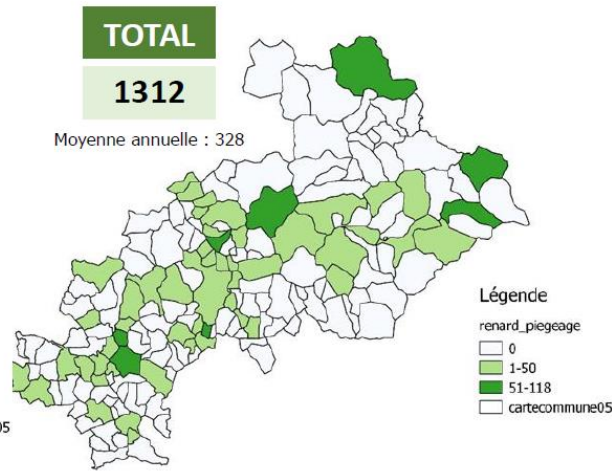 TOTAL
1312
Moyenne annuelle : 328
Légende
renard_piegeage
0
1-50
51-118
cartecommune05
05